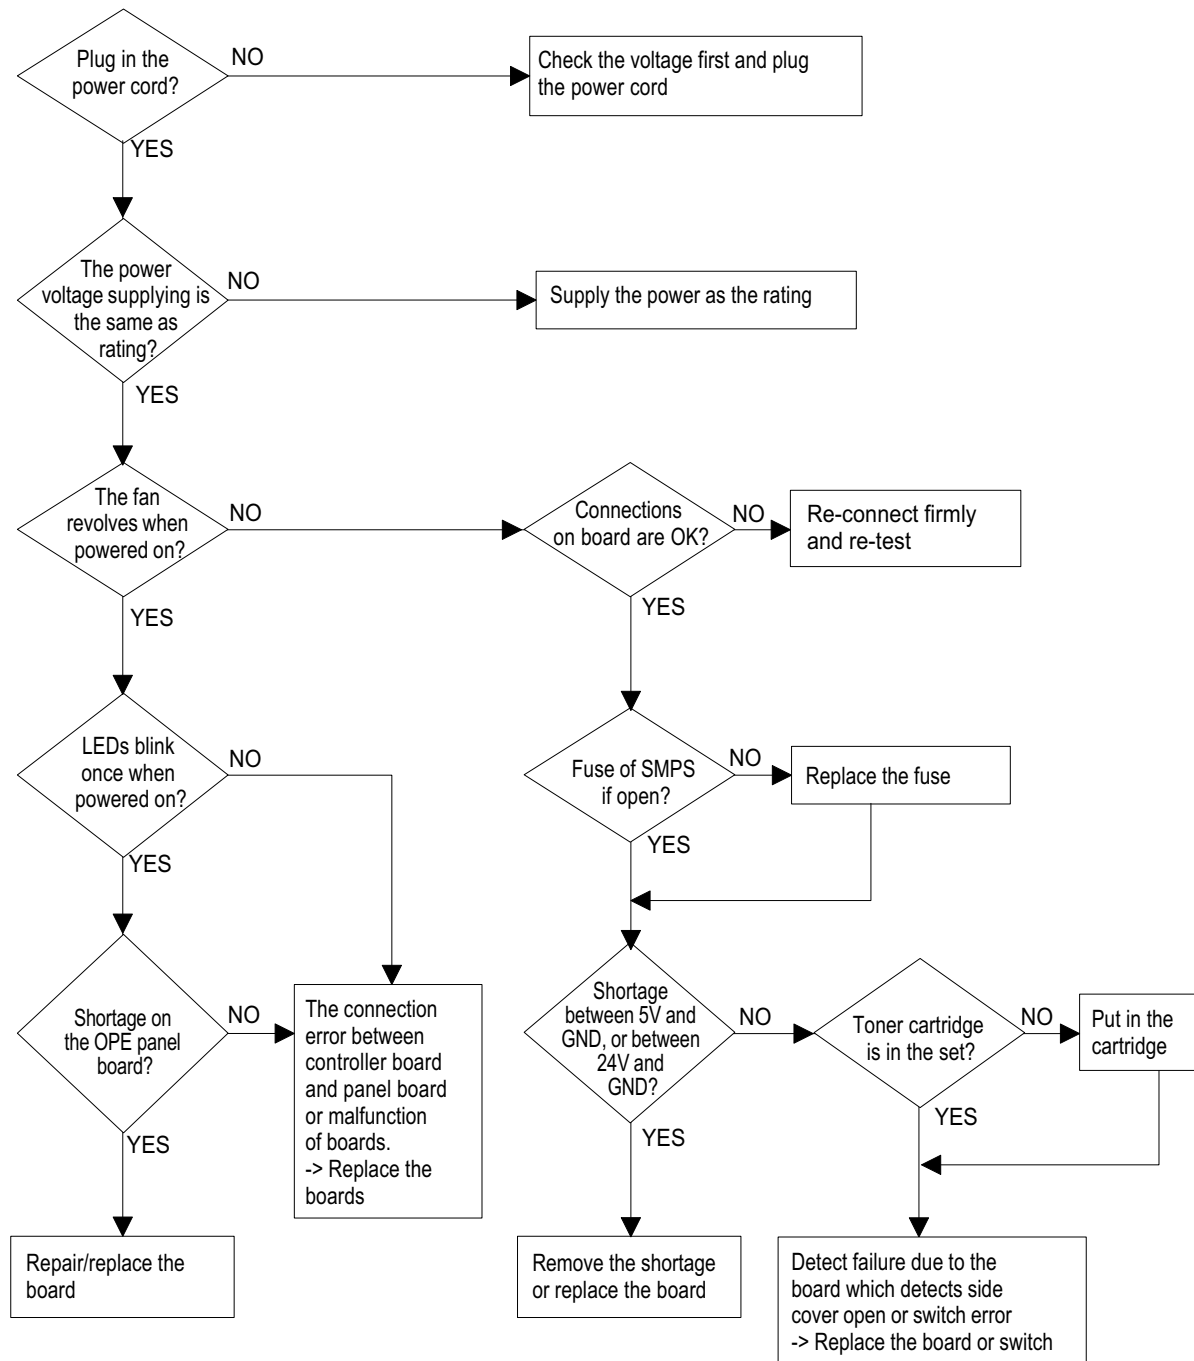 Plug in the
power cord?
NO
Check the voltage first and plug
the power cord
YES
The power
voltage supplying is
the same as
rating?
NO
Supply the power as the rating
YES
The fan
revolves when
powered on?
NO
Connections
on board are OK?
NO
Re-connect firmly
and re-test
YES
YES
LEDs blink
once when
powered on?
NO
Fuse of SMPS
if open?
NO
Replace the fuse
YES
YES
Shortage on
the OPE panel
board?
NO
The connection
error between
controller board
and panel board
or malfunction
of boards.
-> Replace the
boards
Shortage
between 5V and
GND, or between
24V and
GND?
NO
Toner cartridge
is in the set?
NO
Put in the
cartridge
YES
YES
YES
Repair/replace the
board
Remove the shortage
or replace the board
Detect failure due to the
board which detects side
cover open or switch error
-> Replace the board or switch